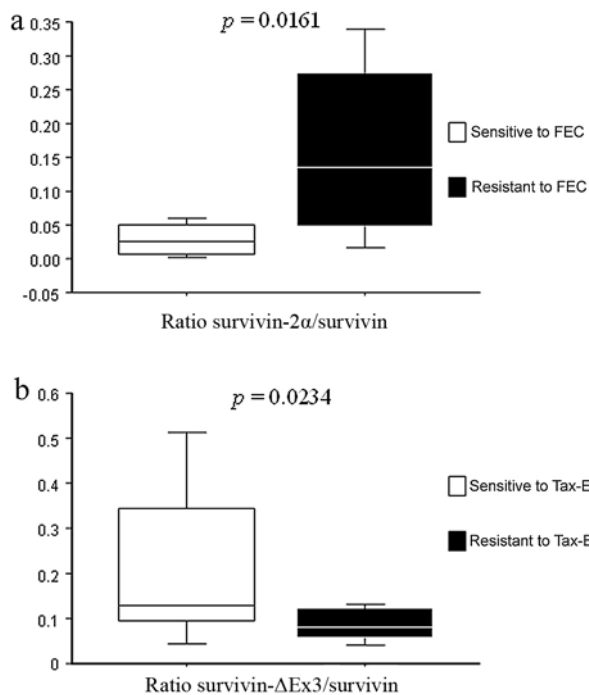 a
p = 0.0161
0.35
0.30
0.25
0.20
0.15
0.10
0.05
0.00
-0.05
Sensitive to FEC
Resistant to FEC
Ratio survivin-2α/survivin
b
p = 0.0234
0.6
0.5
0.4
0.3
0.2
0.1
0
Sensitive to Tax-E
Resistant to Tax-E
Ratio survivin-ΔEx3/survivin